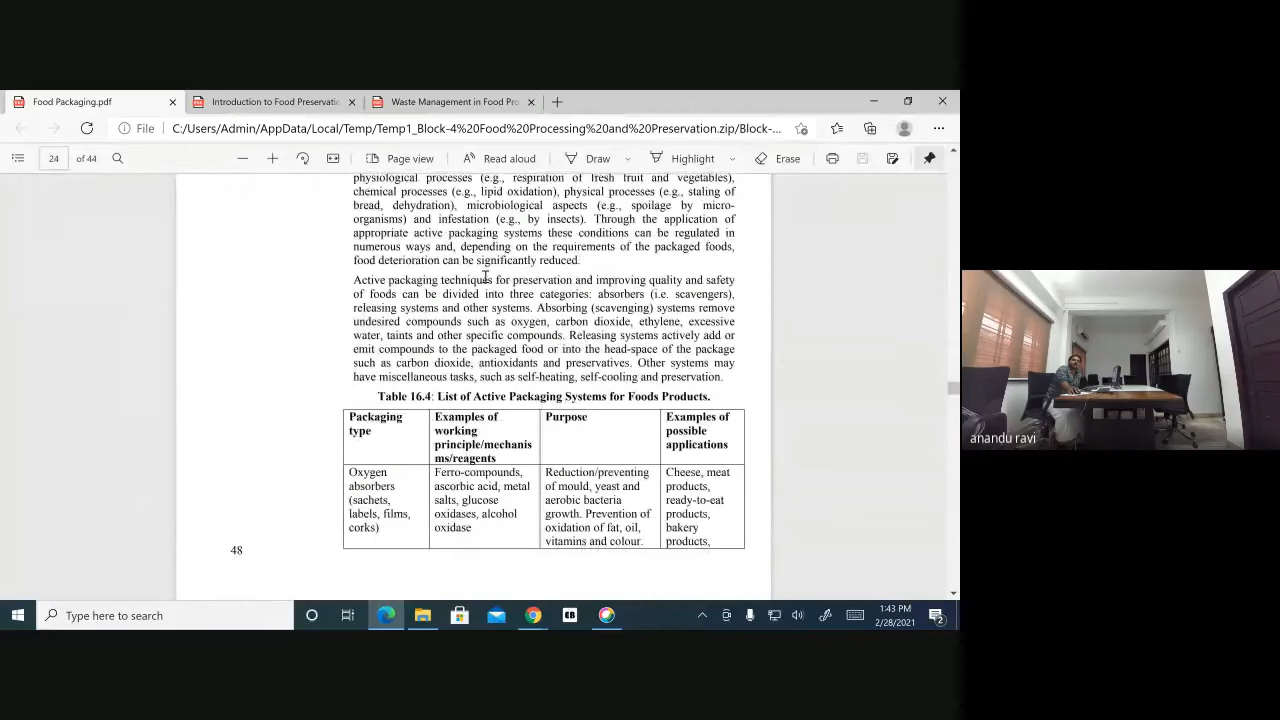 Food Packaging.pdf
Introduction to Food Preservatio
Waste Management in Food Pro
File
C:/Users/Admin/AppData/Local/Temp/Temp1_Block-4%20Food%20Processing%20and%20Preservation.zip/Block-...
24 of 44
Page view
Read aloud
Draw
Highlight
Erase
physiological processes (e.g., respiration of fresh fruit and vegetables),
chemical processes (e.g., lipid oxidation), physical processes (e.g., staling of
bread, dehydration), microbiological aspects (e.g., spoilage by micro-
organisms) and infestation (e.g., by insects). Through the application of
appropriate active packaging systems these conditions can be regulated in
numerous ways and, depending on the requirements of the packaged foods,
food deterioration can be significantly reduced.
Active packaging techniques for preservation and improving quality and safety
of foods can be divided into three categories: absorbers (i.e. scavengers),
releasing systems and other systems. Absorbing (scavenging) systems remove
undesired compounds such as oxygen, carbon dioxide, ethylene, excessive
water, taints and other specific compounds. Releasing systems actively add or
emit compounds to the packaged food or into the head-space of the package
such as carbon dioxide, antioxidants and preservatives. Other systems may
have miscellaneous tasks, such as self-heating, self-cooling and preservation.
Table 16.4: List of Active Packaging Systems for Foods Products.
Packaging
type
Examples of
working
principle/mechanis
ms/reagents
Purpose
Examples of
possible
applications
Oxygen
absorbers
(sachets,
labels, films,
corks)
Ferro-compounds,
ascorbic acid, metal
salts, glucose
oxidases, alcohol
oxidase
Reduction/preventing
of mould, yeast and
aerobic bacteria
growth. Prevention of
oxidation of fat, oil,
vitamins and colour.
Cheese, meat
products,
ready-to-eat
products,
bakery
products,
48
anandu ravi
Type here to search
CB
1:43 PM
2/28/2021
2